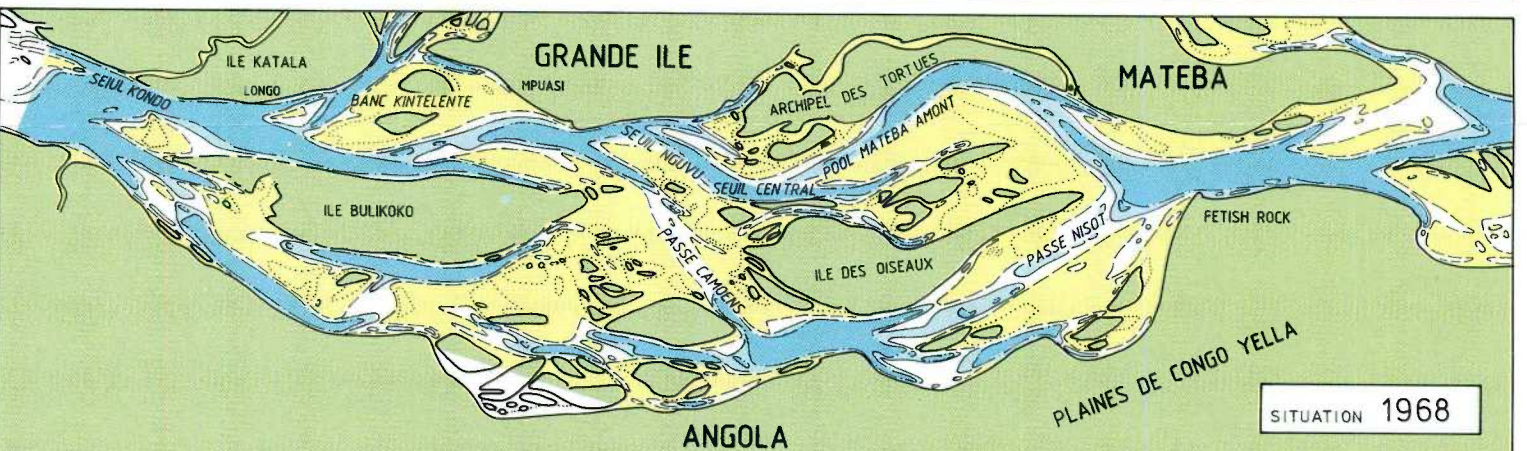 GRANDE ILE
MATEBA
ILE KATALA
LONGO
SEIUL KONDO
BANC KINTELENTE
MPUASI
ARCHIPEL DES TORTUES
POOL MATEBA AMONT
SEUIL NGUVU
SEUIL CENTRAL
ILE BULIKOKO
PASSE CAMOENS
ILE DES OISEAUX
PASSE NISOT
FETISH ROCK
PLAINES DE CONGO YELLA
ANGOLA
SITUATION 1968